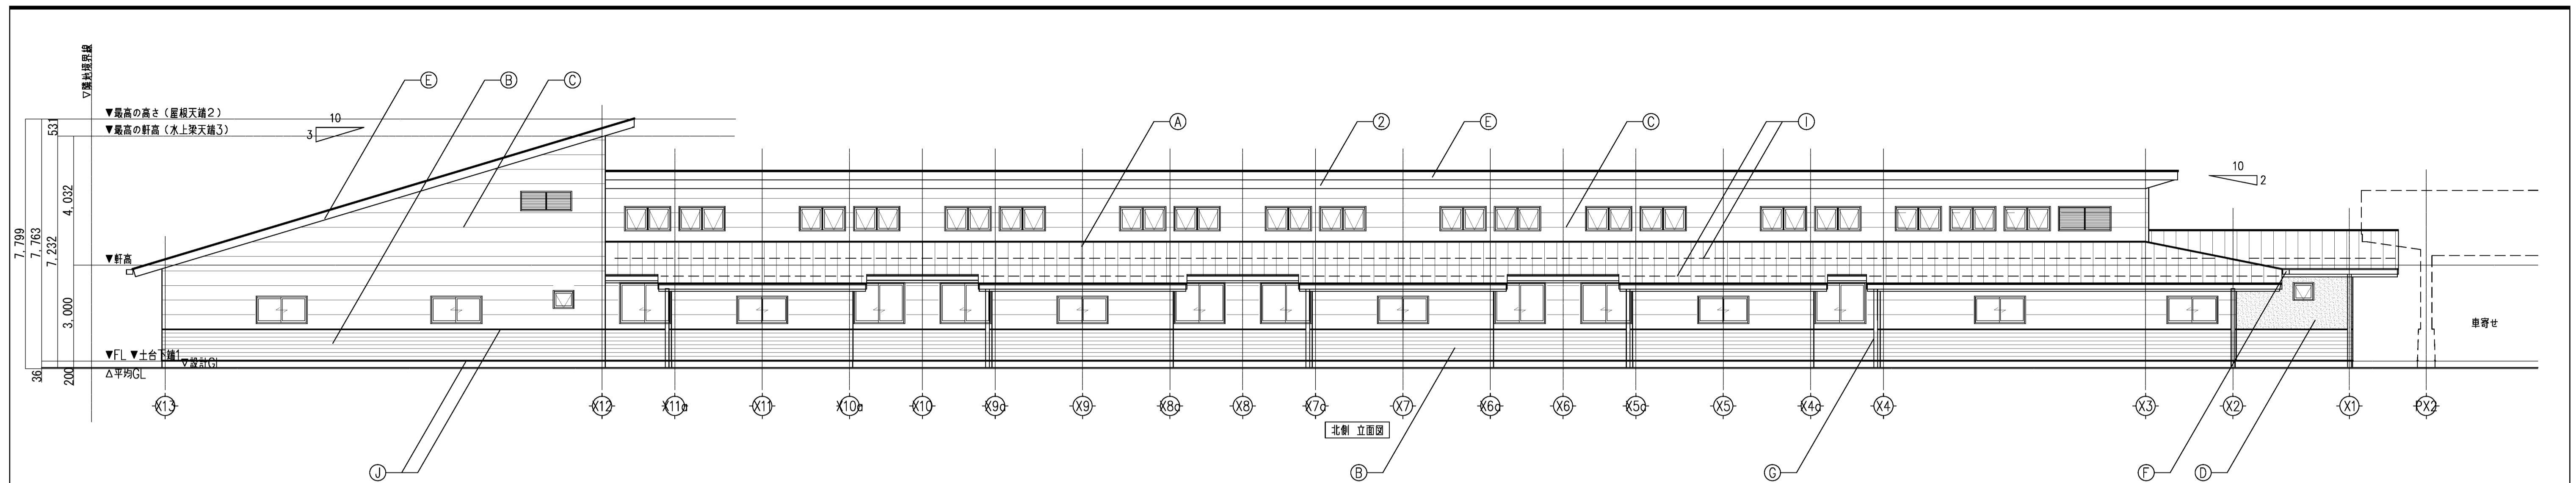 ▽隣地境界線
Ⓔ
Ⓑ
Ⓒ
▼最高の高さ（屋根天端2）
▼最高の軒高（水上梁天端3）
10
3
Ⓐ
②
Ⓔ
Ⓒ
Ⓘ
10
2
531
4,032
7,799
7,763
7,232
▼軒高
3,000
車寄せ
▼FL ▼土台下端1
▽設計GL
36
200
△平均GL
X13
X12
X11a
X11
X10a
X10
X9a
X9
X8a
X8
X7a
X7
X6a
X6
X5a
X5
X4a
X4
X3
X2
X1
PX2
北側 立面図
Ⓙ
Ⓑ
Ⓖ
Ⓕ
Ⓓ